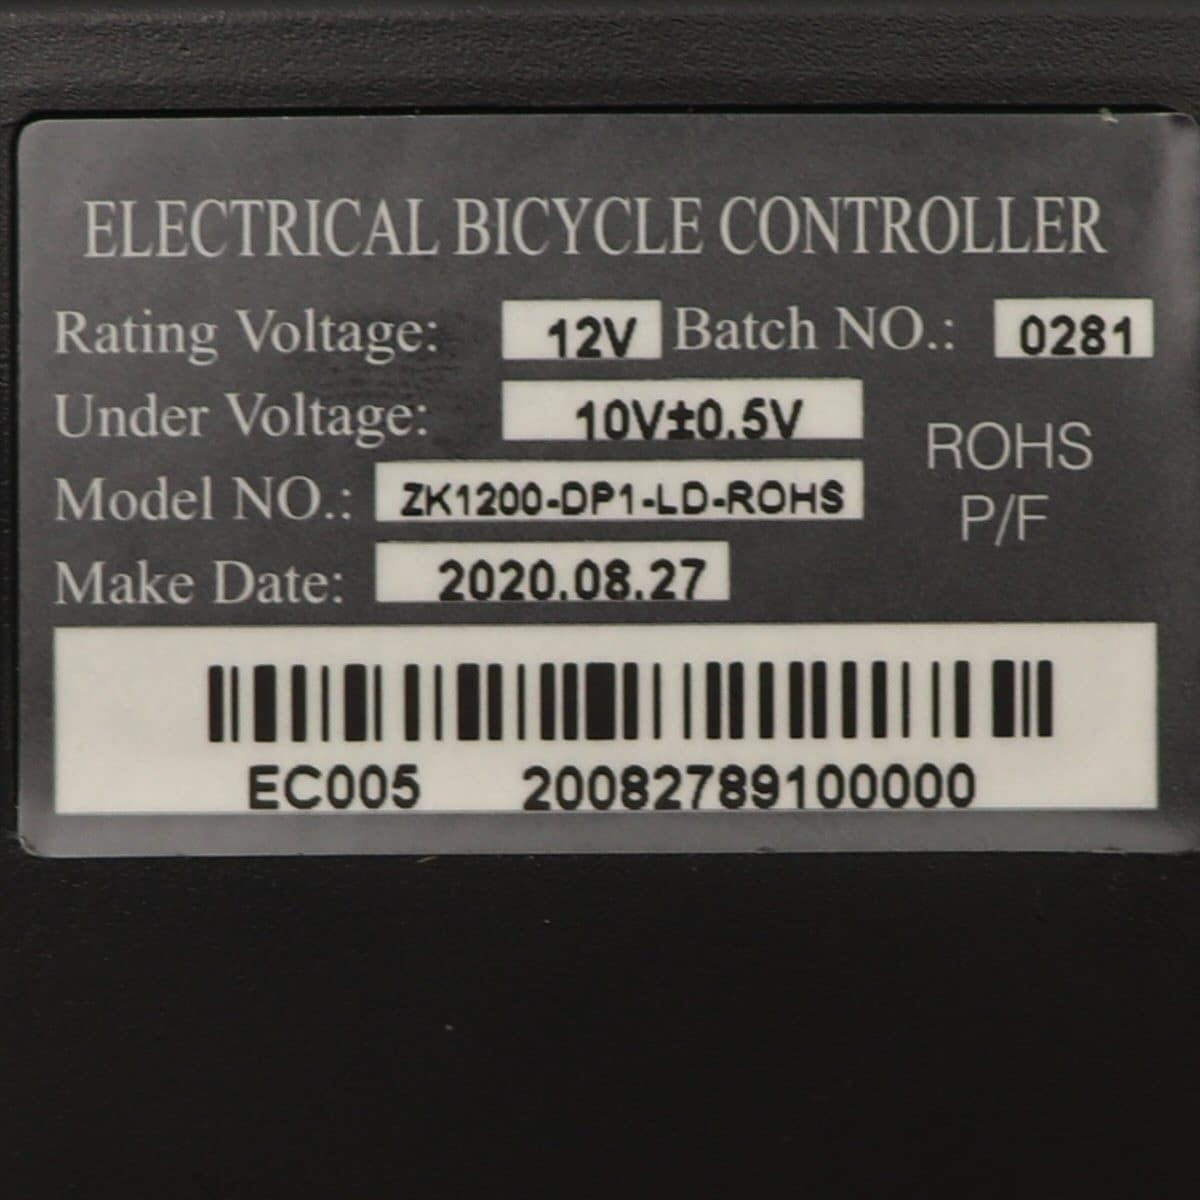 ELECTRICAL BICYCLE CONTROLLER
Rating Voltage: 12V Batch NO.: 0281
Under Voltage: 10V±0.5V
Model NO.: ZK1200-DP1-LD-ROHS
ROHS
P/F
Make Date: 2020.08.27
EC005 20082789100000